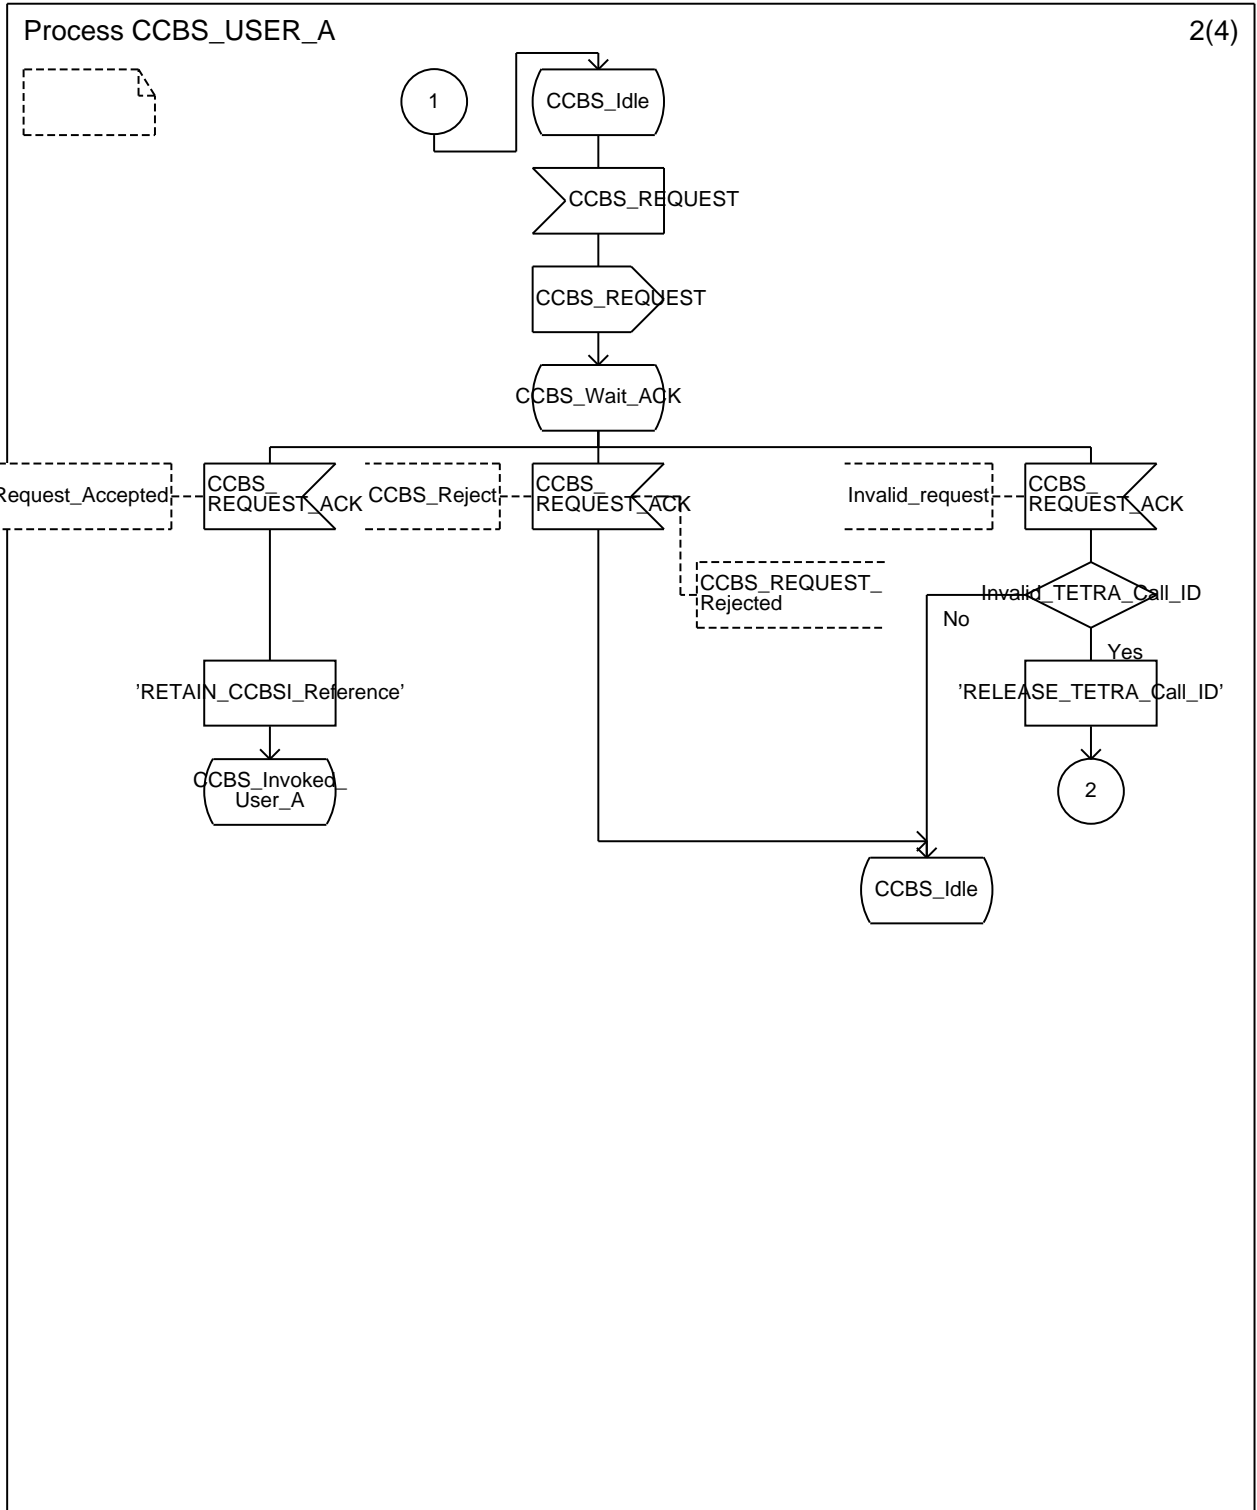 Process CCBS_USER_A
2(4)
1
CCBS_Idle
CCBS_REQUEST
CCBS_REQUEST
CCBS_Wait_ACK
Request_Accepted
CCBS_
REQUEST_ACK
CCBS_Reject
CCBS_
REQUEST_ACK
Invalid_request
CCBS_
REQUEST_ACK
CCBS_REQUEST_
Rejected
Invalid_TETRA_Call_ID
No
Yes
'RETAIN_CCBSI_Reference'
'RELEASE_TETRA_Call_ID'
CCBS_Invoked_
User_A
2
CCBS_Idle